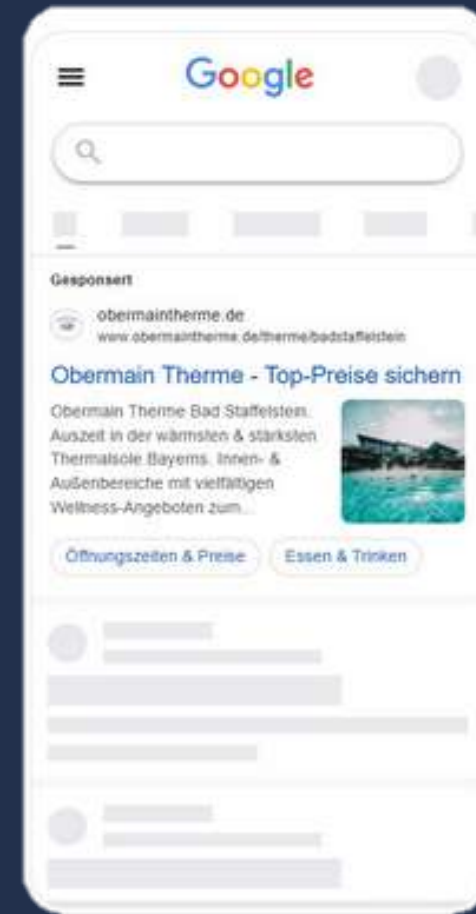 Google
Gesponsert
obermaintherme.de
www.obermaintherme.de/therme/badstaffelstein
Obermain Therme - Top-Preise sichern
Obermain Therme Bad Staffelstein.
Auszeit in der wärmsten & stärksten
Thermalsole Bayerns. Innen- &
Außenbereiche mit vielfältigen
Wellness-Angeboten zum...
Öffnungszeiten & Preise
Essen & Trinken